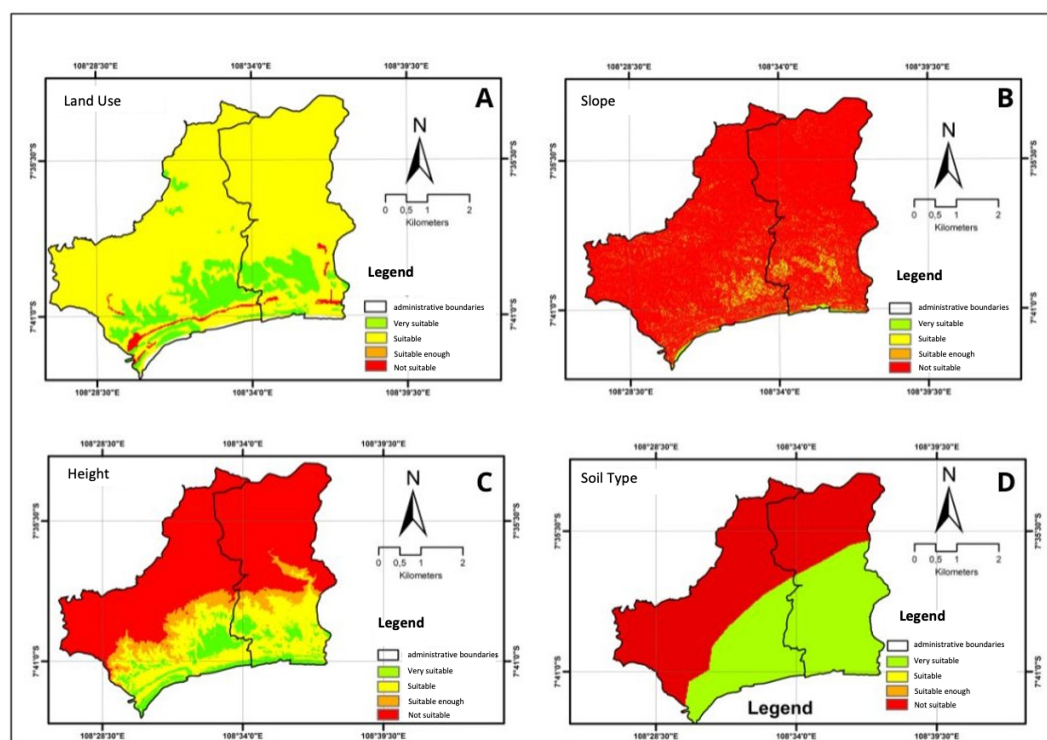 108°28'30"E 108°34'0"E 108°39'30"E
Land Use A
N
7°35'30"S 7°35'30"S
0 0,5 1 2
Kilometers
Legend
administrative boundaries
Very suitable
Suitable
Suitable enough
Not suitable
7°41'0"S 7°41'0"S
108°28'30"E 108°34'0"E 108°39'30"E
108°28'30"E 108°34'0"E 108°39'30"E
Slope B
N
7°35'30"S 7°35'30"S
0 0,5 1 2
Kilometers
Legend
administrative boundaries
Very suitable
Suitable
Suitable enough
Not suitable
7°41'0"S 7°41'0"S
108°28'30"E 108°34'0"E 108°39'30"E
108°28'30"E 108°34'0"E 108°39'30"E
Height C
N
7°35'30"S 7°35'30"S
0 0,5 1 2
Kilometers
Legend
administrative boundaries
Very suitable
Suitable
Suitable enough
Not suitable
7°41'0"S 7°41'0"S
108°28'30"E 108°34'0"E 108°39'30"E
108°28'30"E 108°34'0"E 108°39'30"E
Soil Type D
N
7°35'30"S 7°35'30"S
0 0,5 1 2
Kilometers
Legend
administrative boundaries
Very suitable
Suitable
Suitable enough
Not suitable
7°41'0"S 7°41'0"S
Legend
108°28'30"E 108°34'0"E 108°39'30"E